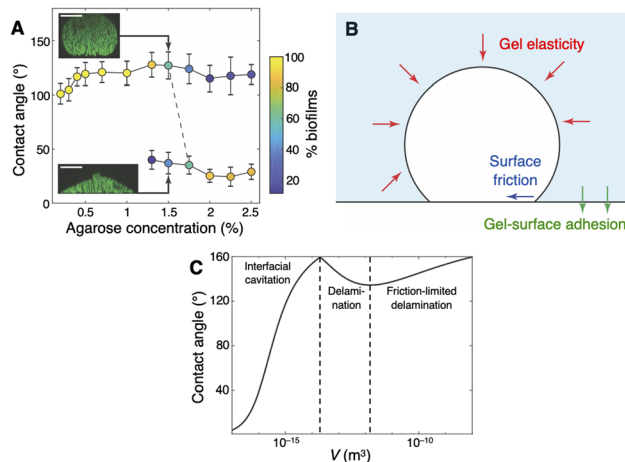 A
150
100
50
0
Contact angle (°)
0.5
1
1.5
2
2.5
Agarose concentration (%)
100
80
60
40
20
% biofilms
B
Gel elasticity
Surface
friction
Gel-surface adhesion
C
160
120
80
40
Contact angle (°)
Interfacial
cavitation
Delami-
nation
Friction-limited
delamination
10⁻¹⁵
10⁻¹⁰
V (m³)